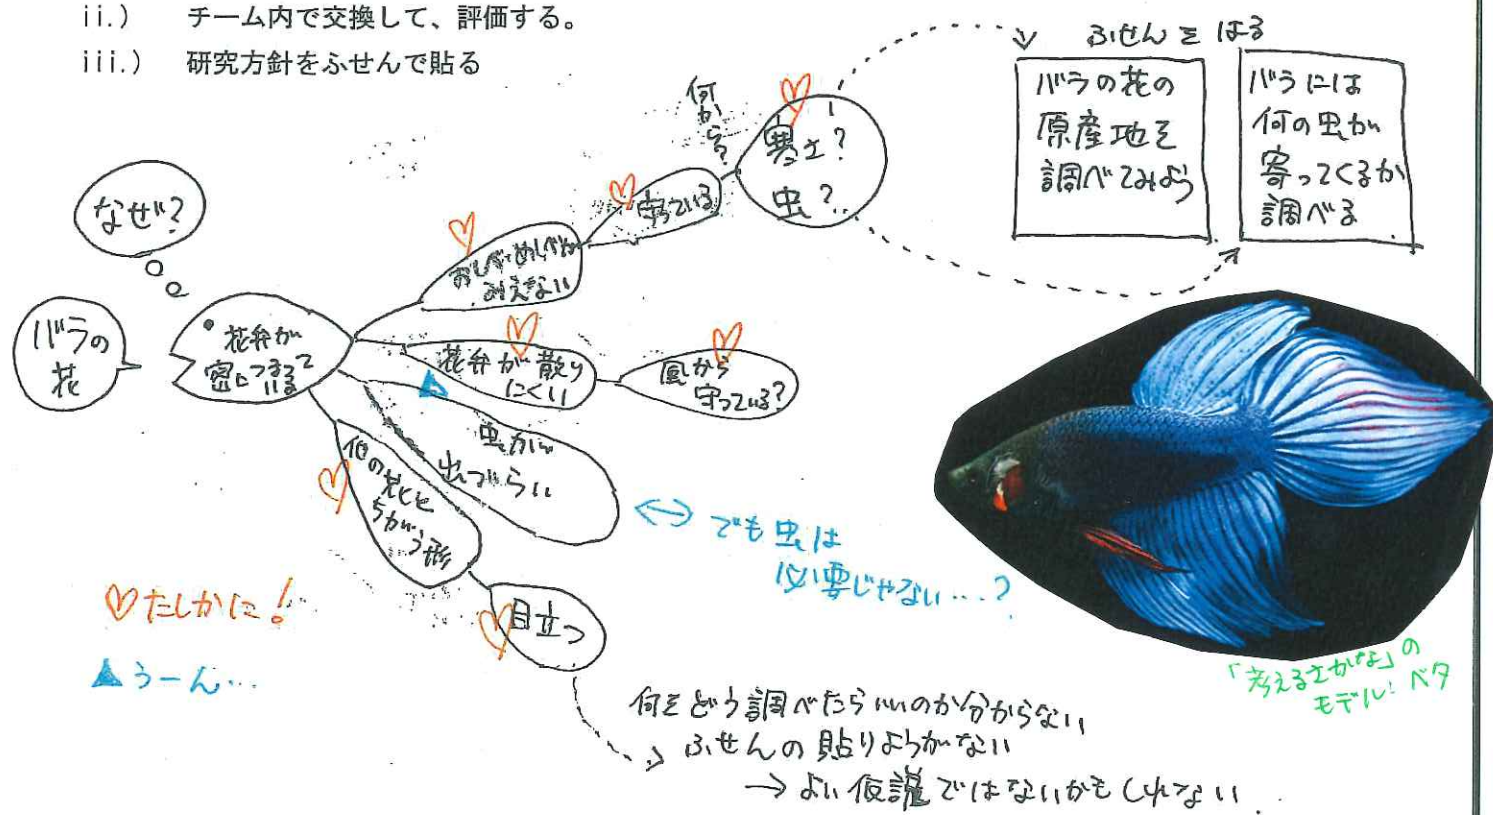 ii.) チーム内で交換して、評価する。
iii.) 研究方針をふせんで貼る
ふせんをはる
バラの花の
原産地を
調べてみよう
バラには
何の虫が
寄ってくるか
調べる
何から?
寒さ?
虫?
守っている
おしべ・めしべが
みえない
なぜ?
バラの
花
花弁が
密につまって
いる
花弁が散り
にくい
風から
守っている?
虫が
出づらい
でも虫は
必要じゃない…?
他の花と
ちがう形
目立つ
たしかに!
うーん…
「考えるさかな」の
モデル:ベタ
何をどう調べたらいいのか分からない
ふせんの貼りようがない
→よい仮説ではないかもしれない.